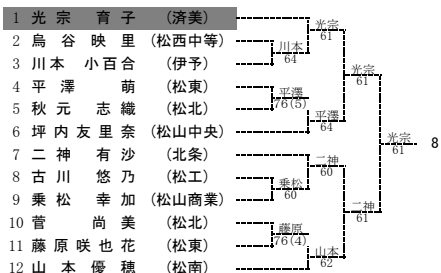 1 光宗 育子 (済美)
2 烏谷 映里 (松西中等)
3 川本 小百合 (伊予)
4 平澤 萌 (松東)
5 秋元 志織 (松北)
6 坪内 友里奈 (松山中央)
7 二神 有沙 (北条)
8 古川 悠乃 (松工)
9 乗松 幸加 (松山商業)
10 菅 尚美 (松北)
11 藤原 咲也花 (松東)
12 山本 優穂 (松南)
川本
64
平澤
76(5)
乗松
60
藤原
76(4)
光宗
61
平澤
64
二神
60
山本
62
光宗
61
二神
61
光宗
61
8